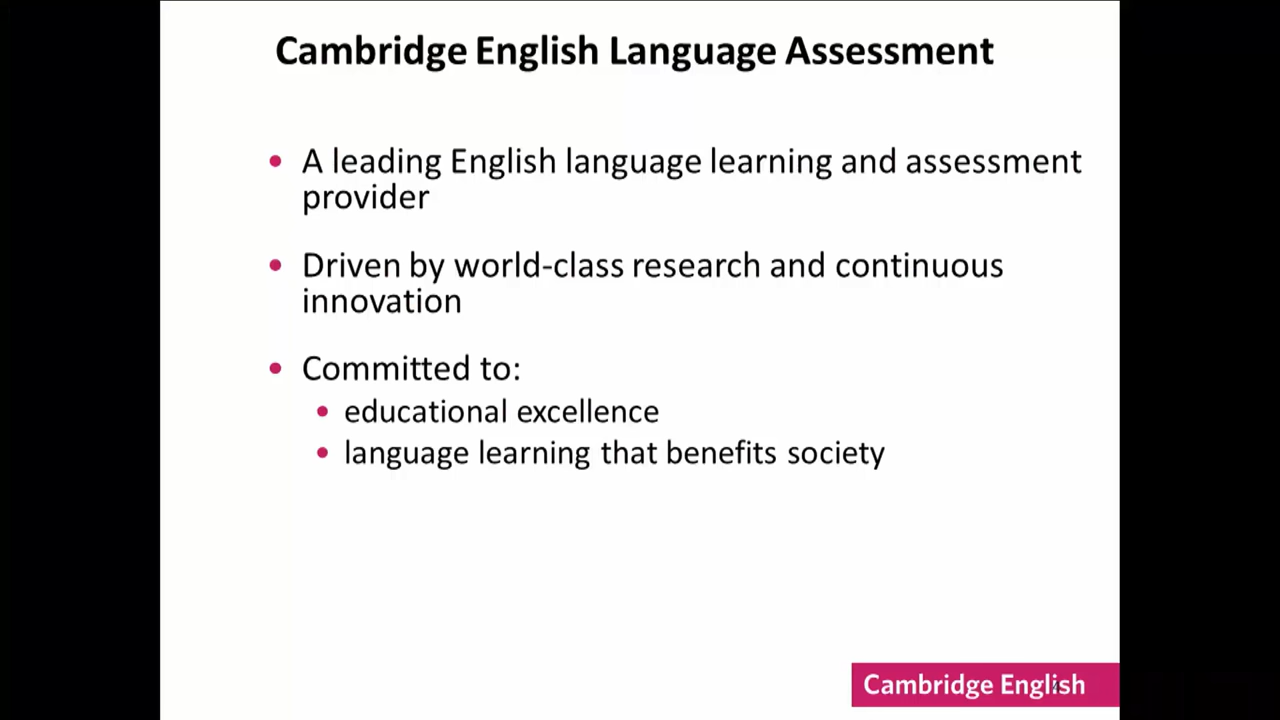 Cambridge English Language Assessment
• A leading English language learning and assessment
provider
• Driven by world-class research and continuous
innovation
• Committed to:
• educational excellence
• language learning that benefits society
Cambridge English